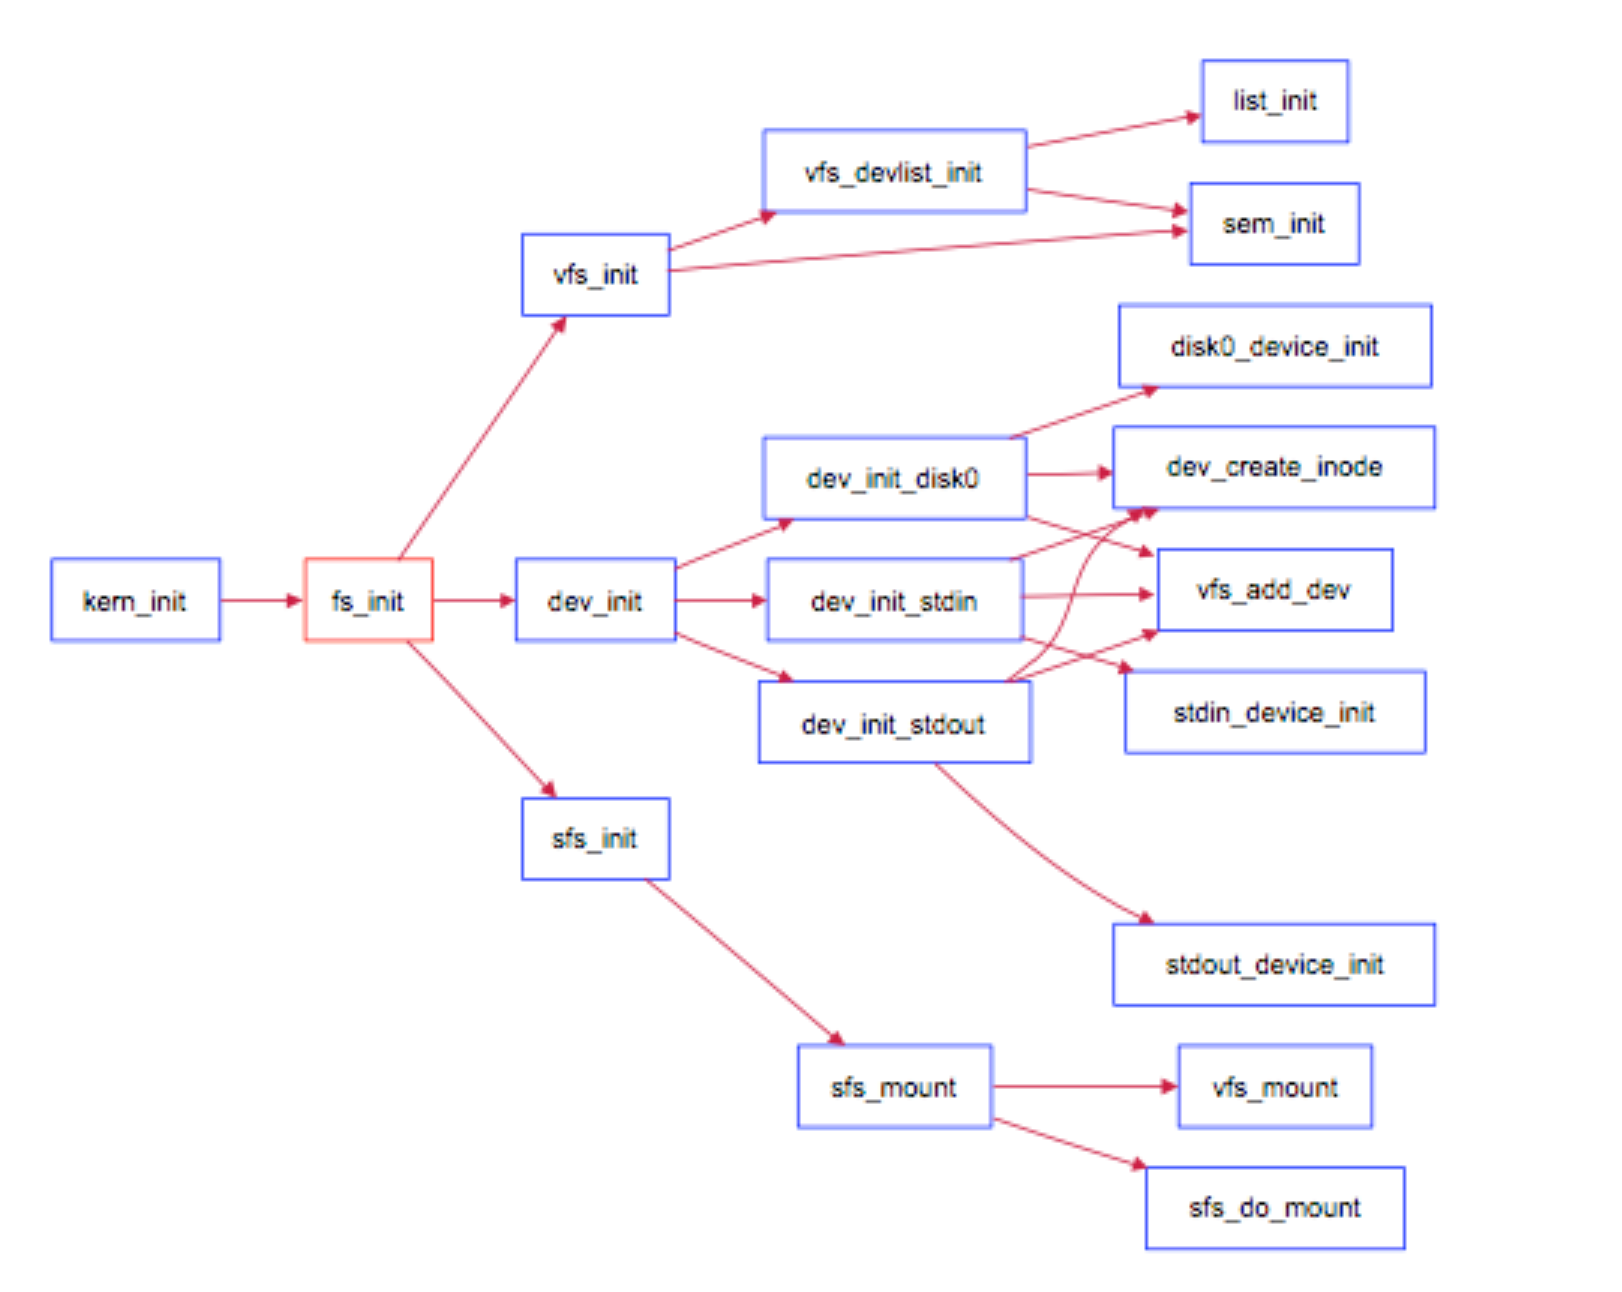 list_init
vfs_devlist_init
sem_init
vfs_init
disk0_device_init
dev_create_inode
dev_init_disk0
kern_init
fs_init
dev_init
dev_init_stdin
vfs_add_dev
dev_init_stdout
stdin_device_init
sfs_init
stdout_device_init
sfs_mount
vfs_mount
sfs_do_mount